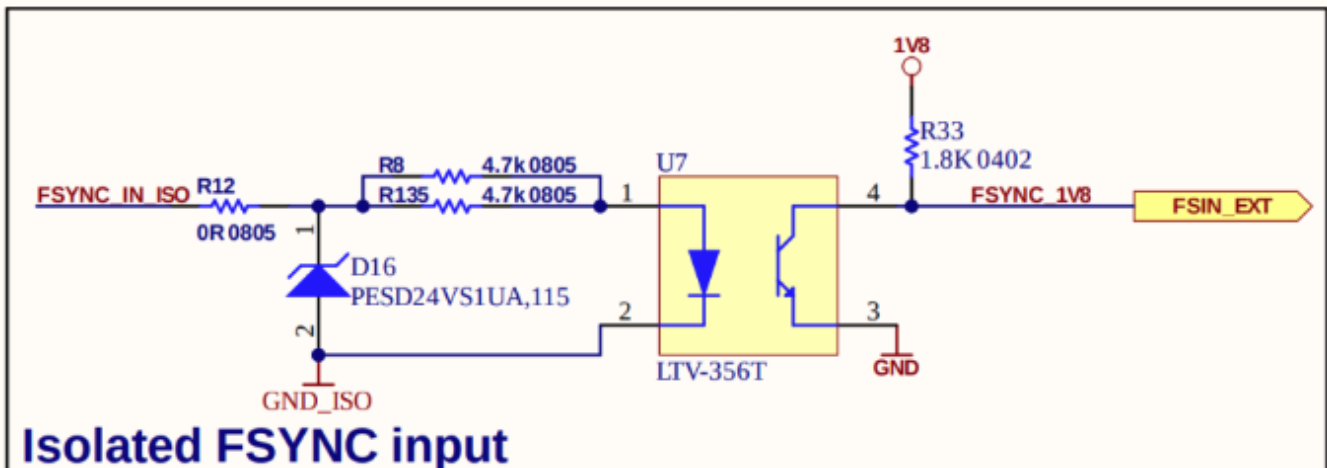 1V8
R33
1.8K 0402
R8 4.7k 0805
U7
FSYNC_IN_ISO R12 R135 4.7k 0805 1 4 FSYNC_1V8 FSIN_EXT
0R 0805
1
D16
PESD24VS1UA,115
2 2 3
LTV-356T GND
GND_ISO
Isolated FSYNC input